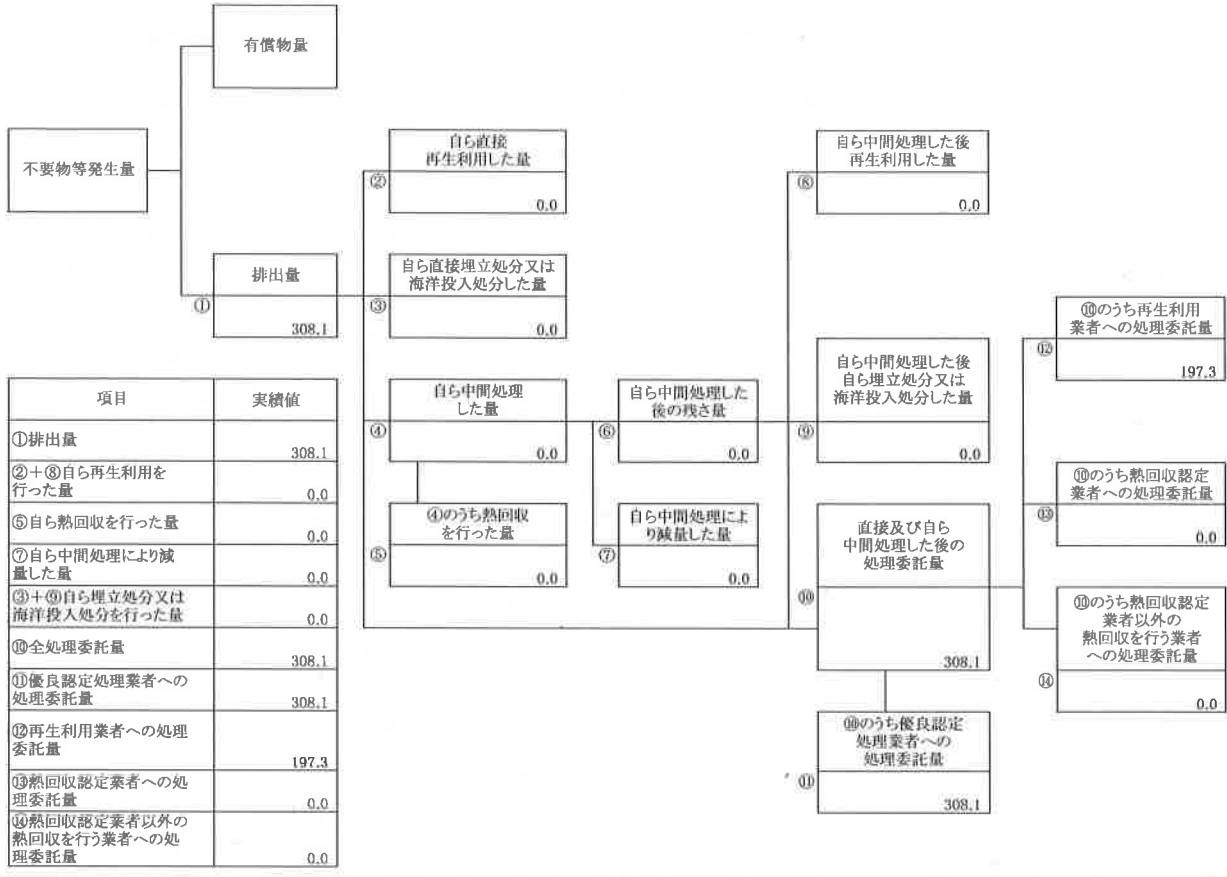 有償物量
不要物等発生量
排出量
①
308.1
自ら直接
再生利用した量
②
0.0
自ら直接埋立処分又は
海洋投入処分した量
③
0.0
自ら中間処理
した量
④
0.0
④のうち熱回収
を行った量
⑤
0.0
自ら中間処理した
後の残さ量
⑥
0.0
自ら中間処理によ
り減量した量
⑦
0.0
自ら中間処理した後
再生利用した量
⑧
0.0
自ら中間処理した後
自ら埋立処分又は
海洋投入処分した量
⑨
0.0
直接及び自ら
中間処理した後の
処理委託量
⑩
308.1
⑩のうち優良認定
処理業者への
処理委託量
⑪
308.1
⑩のうち再生利用
業者への処理委託量
⑫
197.3
⑩のうち熱回収認定
業者への処理委託量
⑬
0.0
⑩のうち熱回収認定
業者以外の
熱回収を行う業者
への処理委託量
⑭
0.0
項目 実績値
①排出量
308.1
②+⑧自ら再生利用を
行った量 0.0
⑤自ら熱回収を行った量
0.0
⑦自ら中間処理により減
量した量 0.0
③+⑨自ら埋立処分又は
海洋投入処分を行った量 0.0
⑩全処理委託量
308.1
⑪優良認定処理業者への
処理委託量 308.1
⑫再生利用業者への処理
委託量
197.3
⑬熱回収認定業者への処
理委託量 0.0
⑭熱回収認定業者以外の
熱回収を行う業者への処
理委託量 0.0